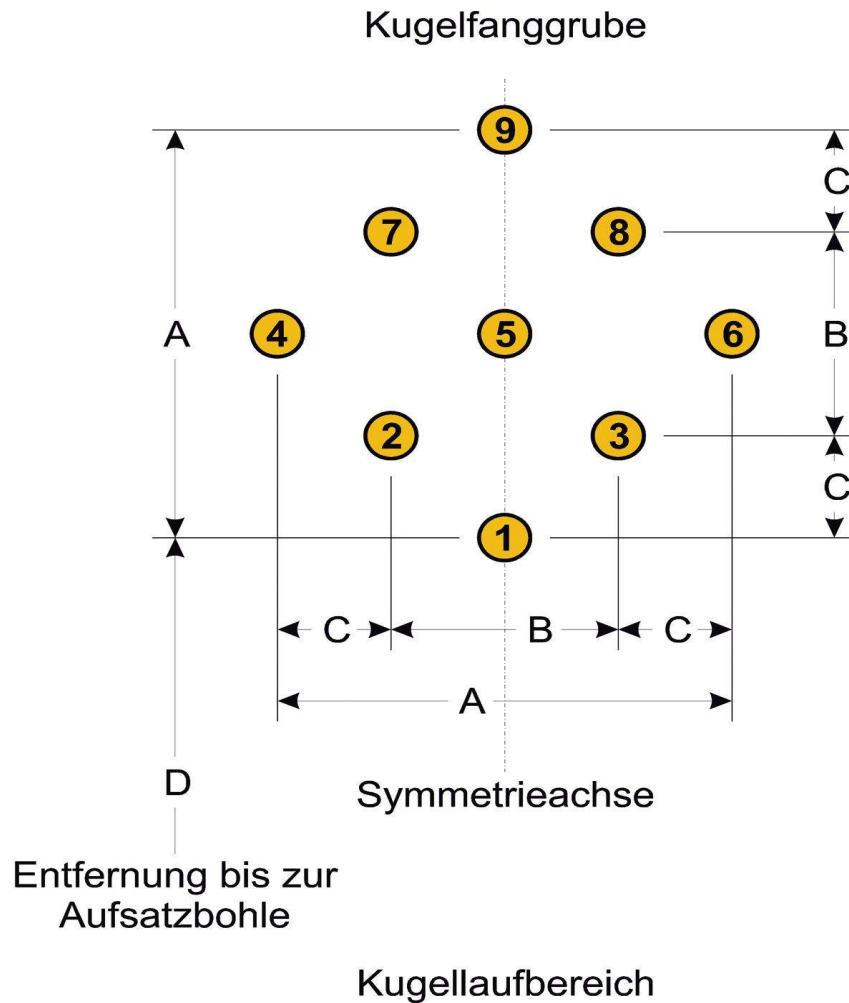 Kugelfanggrube
9
C
7
8
A
4
5
6
B
2
3
C
1
C
B
C
A
D
Symmetrieachse
Entfernung bis zur
Aufsatzbohle
Kugellaufbereich